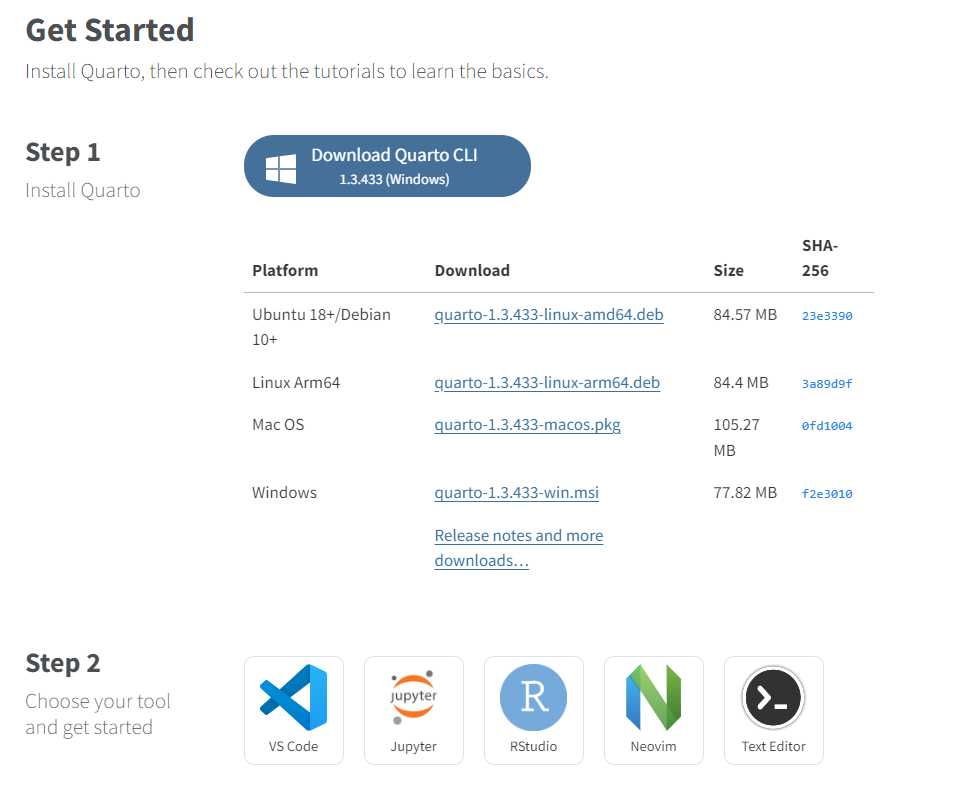 Get Started
Install Quarto, then check out the tutorials to learn the basics.
Step 1
Install Quarto
Download Quarto CLI
1.3.433 (Windows)
Platform Download Size SHA-256
Ubuntu 18+/Debian 10+ quarto-1.3.433-linux-amd64.deb 84.57 MB 23e3390
Linux Arm64 quarto-1.3.433-linux-arm64.deb 84.4 MB 3a89d9f
Mac OS quarto-1.3.433-macos.pkg 105.27 MB 0fd1004
Windows quarto-1.3.433-win.msi 77.82 MB f2e3010
Release notes and more
downloads…
Step 2
Choose your tool
and get started
VS Code
jupyter
Jupyter
R
RStudio
Neovim
Text Editor